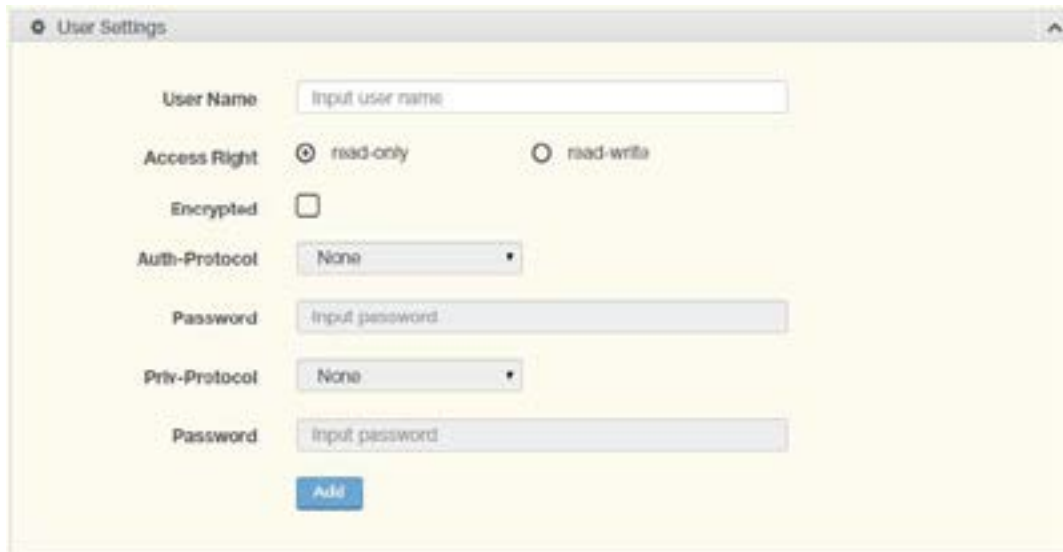 User Settings
User Name Input user name
Access Right read-only read-write
Encrypted
Auth-Protocol None
Password Input password
Priv-Protocol None
Password Input password
Add